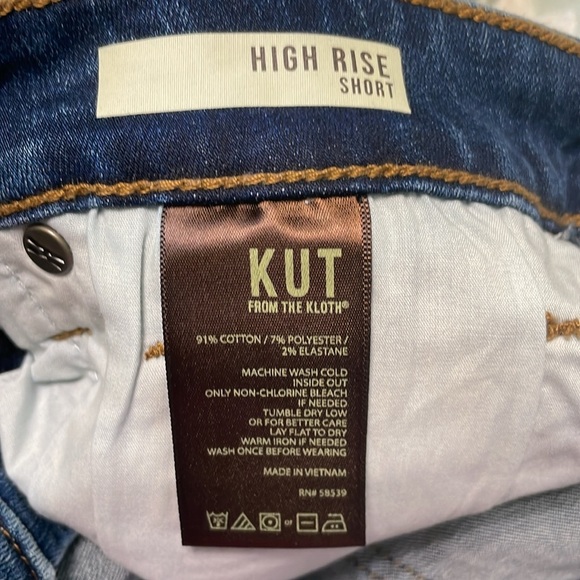 HIGH RISE
SHORT
KUT
FROM THE KLOTH®
91% COTTON / 7% POLYESTER /
2% ELASTANE
MACHINE WASH COLD
INSIDE OUT
ONLY NON-CHLORINE BLEACH
IF NEEDED
TUMBLE DRY LOW
OR FOR BETTER CARE
LAY FLAT TO DRY
WARM IRON IF NEEDED
WASH ONCE BEFORE WEARING
MADE IN VIETNAM
RN# 58539
or